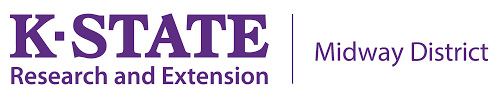 K-STATE
Research and Extension
Midway District